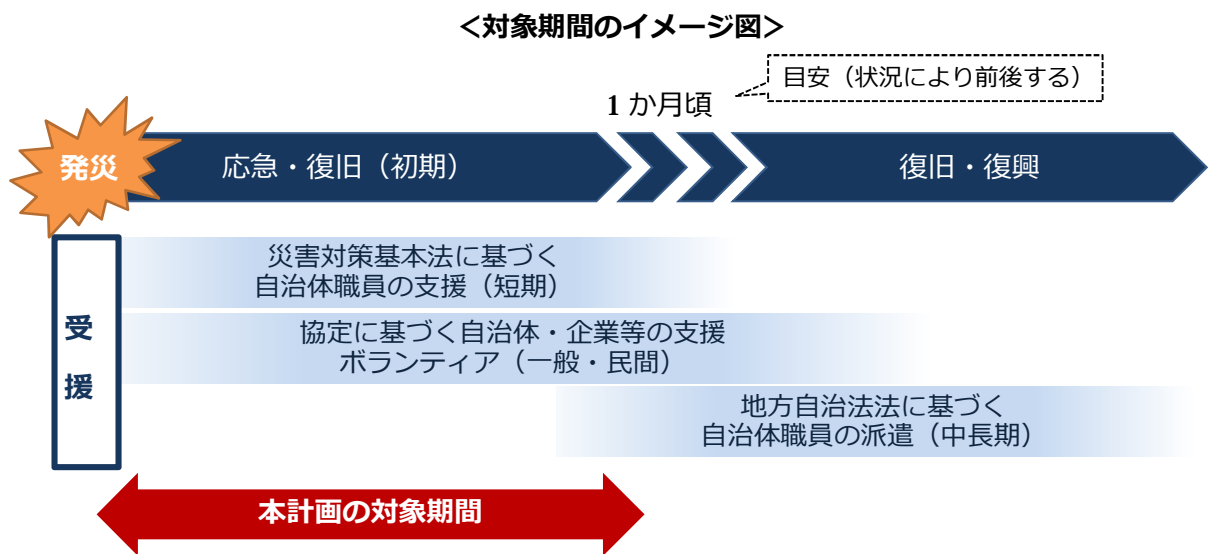 <対象期間のイメージ図>
目安(状況により前後する)
1 か月頃
発災
応急・復旧(初期)
復旧・復興
受援
災害対策基本法に基づく
自治体職員の支援(短期)
協定に基づく自治体・企業等の支援
ボランティア(一般・民間)
地方自治法法に基づく
自治体職員の派遣(中長期)
本計画の対象期間